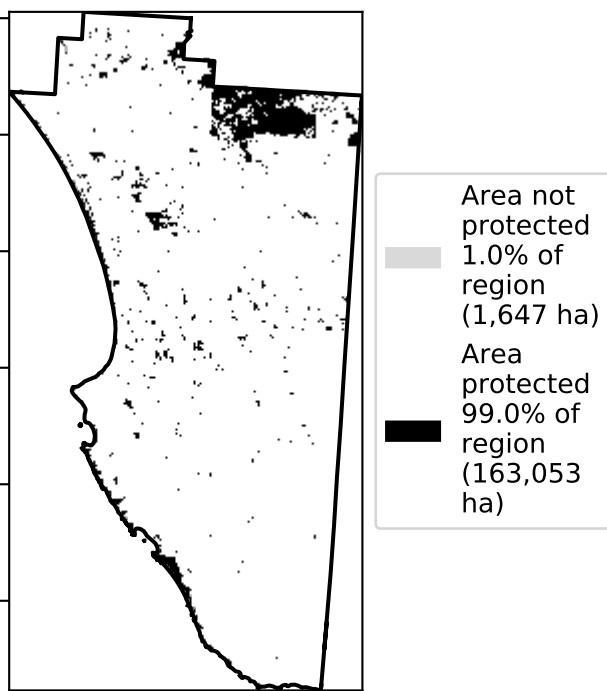 Area not
protected
1.0% of
region
(1,647 ha)
Area
protected
99.0% of
region
(163,053
ha)